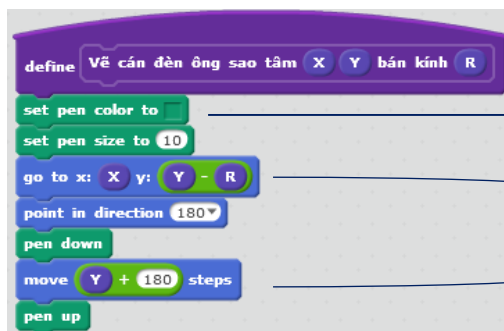 define Vẽ cán đèn ông sao tâm X Y bán kính R
set pen color to
set pen size to 10
go to x: X y: Y - R
point in direction 180
pen down
move Y + 180 steps
pen up